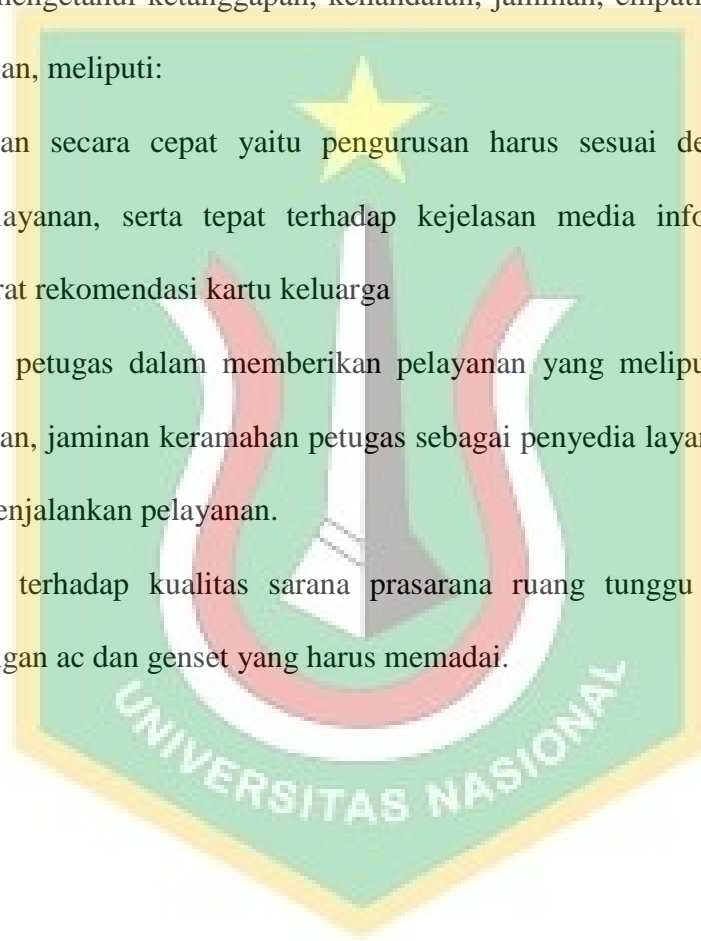 mengetahui ketanggapan, kehandalan, jaminan, empati
an, meliputi:
an secara cepat yaitu pengurusan harus sesuai de
layanan, serta tepat terhadap kejelasan media info
rat rekomendasi kartu keluarga
petugas dalam memberikan pelayanan yang melipu
an, jaminan keramahan petugas sebagai penyedia layan
enjalankan pelayanan.
terhadap kualitas sarana prasarana ruang tunggu
gan ac dan genset yang harus memadai.
UNIVERSITAS NASIONAL